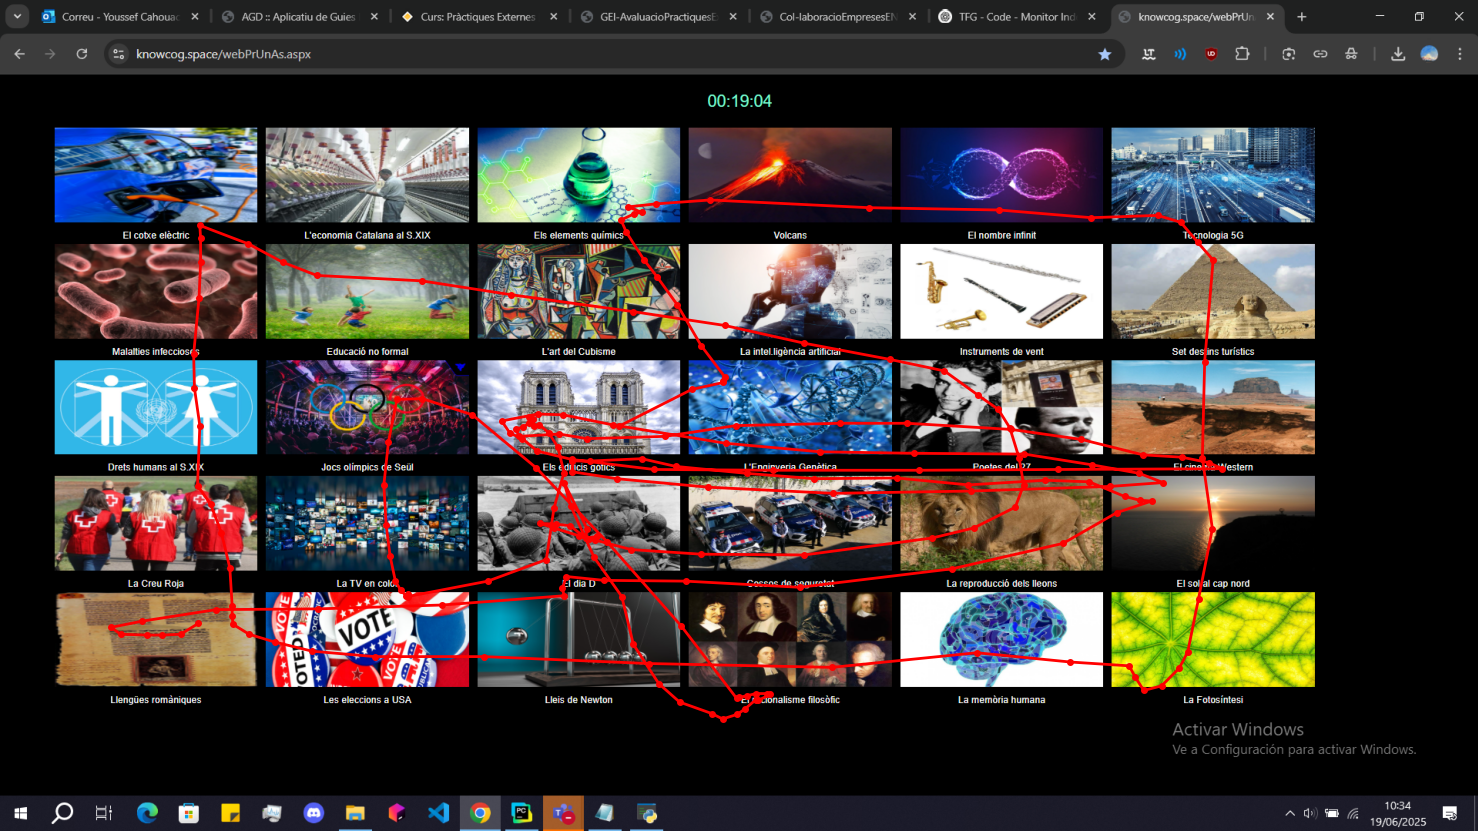 Correu - Youssef Cahouac
AGD :: Aplicatiu de Guies
Curs: Pràctiques Externes
GEI-AvaluacioPractiquesE
Col-laboracioEmpresesEN
TFG - Code - Monitor Ind
knowcog.space/webPrUn
knowcog.space/webPrUnAs.aspx
00:19:04
El cotxe elèctric
L'economia Catalana al S.XIX
Els elements químics
Volcans
El nombre infinit
Tecnologia 5G
Malalties infeccioses
Educació no formal
L'art del Cubisme
La intel.ligència artificial
Instruments de vent
Set destins turístics
Drets humans al S.XIX
Jocs olímpics de Seül
Els edificis gòtics
L'Enginyeria Genètica
Poetes del 27
El cinema Western
La Creu Roja
La TV en color
El dia D
Cossos de seguretat
La reproducció dels lleons
El sol al cap nord
VOTE
Llengües romàniques
Les eleccions a USA
Lleis de Newton
El racionalisme filosòfic
La memòria humana
La Fotosíntesi
Activar Windows
Ve a Configuración para activar Windows.
10:34
19/06/2025